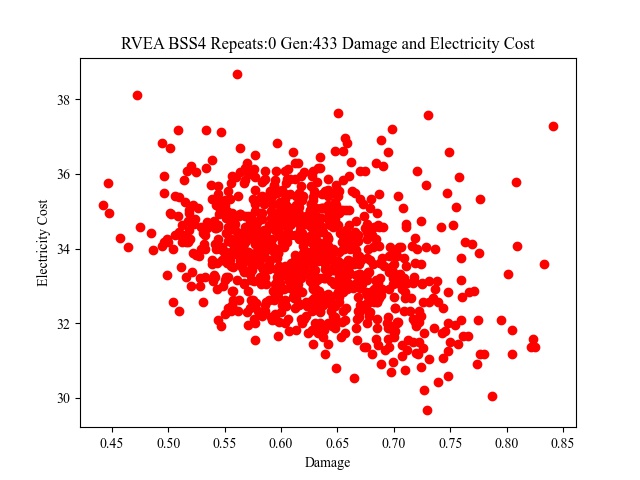 RVEA BSS4 Repeats:0 Gen:433 Damage and Electricity Cost
38
36
34
32
30
Electricity Cost
0.45 0.50 0.55 0.60 0.65 0.70 0.75 0.80 0.85
Damage